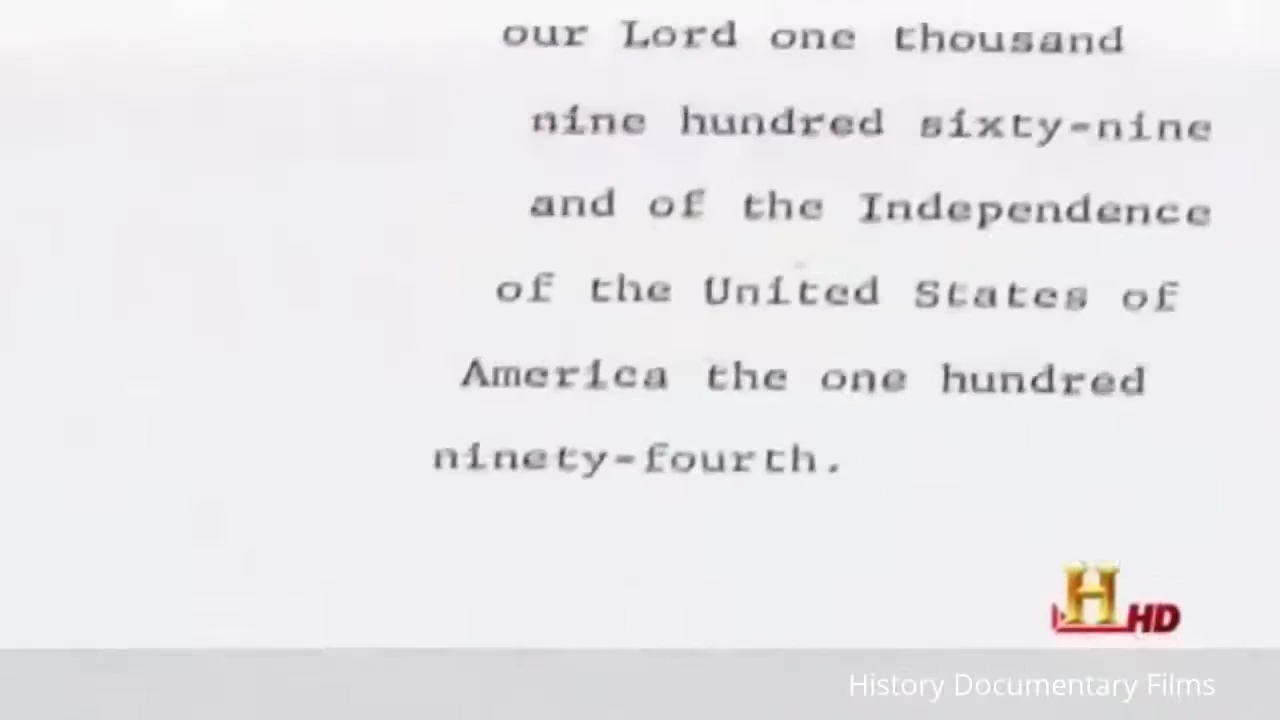 our Lord one thousand
nine hundred sixty-nine
and of the Independence
of the United States of
America the one hundred
ninety-fourth.
H HD
History Documentary Films